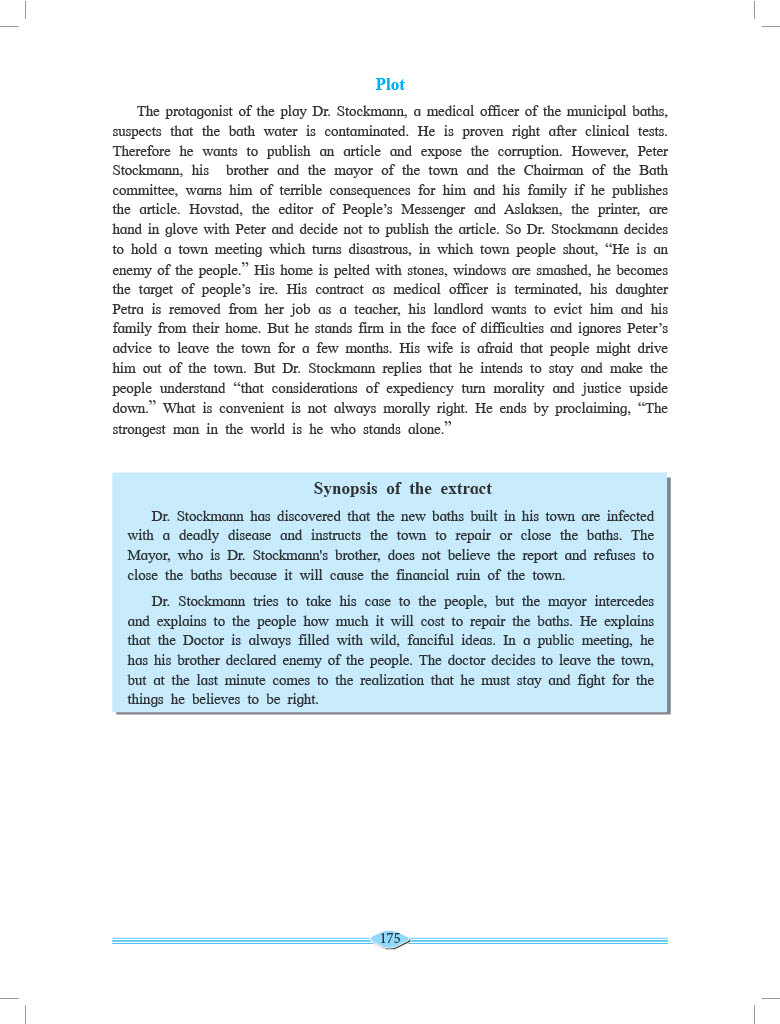 Plot
The protagonist of the play Dr. Stockmann, a medical officer of the municipal baths,
suspects that the bath water is contaminated. He is proven right after clinical tests.
Therefore he wants to publish an article and expose the corruption. However, Peter
Stockmann, his brother and the mayor of the town and the Chairman of the Bath
committee, warns him of terrible consequences for him and his family if he publishes
the article. Hovstad, the editor of People’s Messenger and Aslaksen, the printer, are
hand in glove with Peter and decide not to publish the article. So Dr. Stockmann decides
to hold a town meeting which turns disastrous, in which town people shout, “He is an
enemy of the people.” His home is pelted with stones, windows are smashed, he becomes
the target of people’s ire. His contract as medical officer is terminated, his daughter
Petra is removed from her job as a teacher, his landlord wants to evict him and his
family from their home. But he stands firm in the face of difficulties and ignores Peter’s
advice to leave the town for a few months. His wife is afraid that people might drive
him out of the town. But Dr. Stockmann replies that he intends to stay and make the
people understand “that considerations of expediency turn morality and justice upside
down.” What is convenient is not always morally right. He ends by proclaiming, “The
strongest man in the world is he who stands alone.”
Synopsis of the extract
Dr. Stockmann has discovered that the new baths built in his town are infected
with a deadly disease and instructs the town to repair or close the baths. The
Mayor, who is Dr. Stockmann's brother, does not believe the report and refuses to
close the baths because it will cause the financial ruin of the town.
Dr. Stockmann tries to take his case to the people, but the mayor intercedes
and explains to the people how much it will cost to repair the baths. He explains
that the Doctor is always filled with wild, fanciful ideas. In a public meeting, he
has his brother declared enemy of the people. The doctor decides to leave the town,
but at the last minute comes to the realization that he must stay and fight for the
things he believes to be right.
175